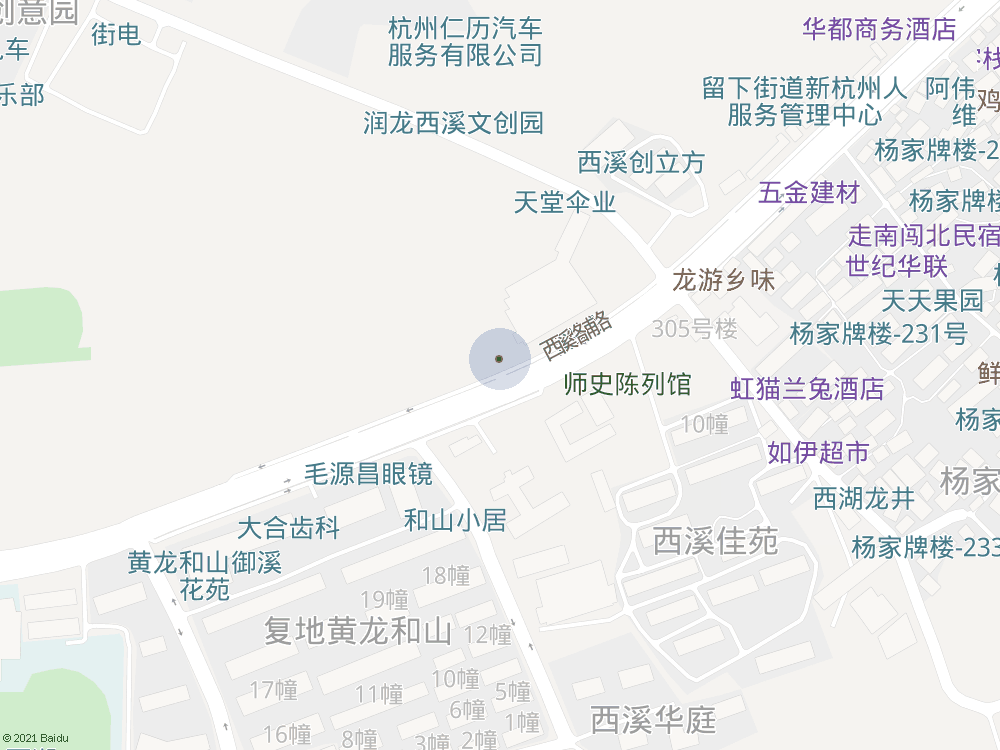 创意园
街电
杭州仁历汽车
服务有限公司
华都商务酒店
汽车
乐部
留下街道新杭州人
服务管理中心
阿伟
维
鸡
润龙西溪文创园
西溪创立方
杨家牌楼-2
天堂伞业
五金建材
杨家牌楼
走南闯北民宿
世纪华联
龙游乡味
天天果园
305号楼
杨家牌楼-231号
师史陈列馆
虹猫兰兔酒店
鲜
10幢
杨家
如伊超市
毛源昌眼镜
西湖龙井
杨家
大合齿科
和山小居
西溪佳苑
杨家牌楼-233
黄龙和山御溪
花苑
18幢
19幢
复地黄龙和山
12幢
17幢
11幢
10幢
5幢
6幢
1幢
西溪华庭
16幢
8幢
3幢
2幢
© 2021 Baidu